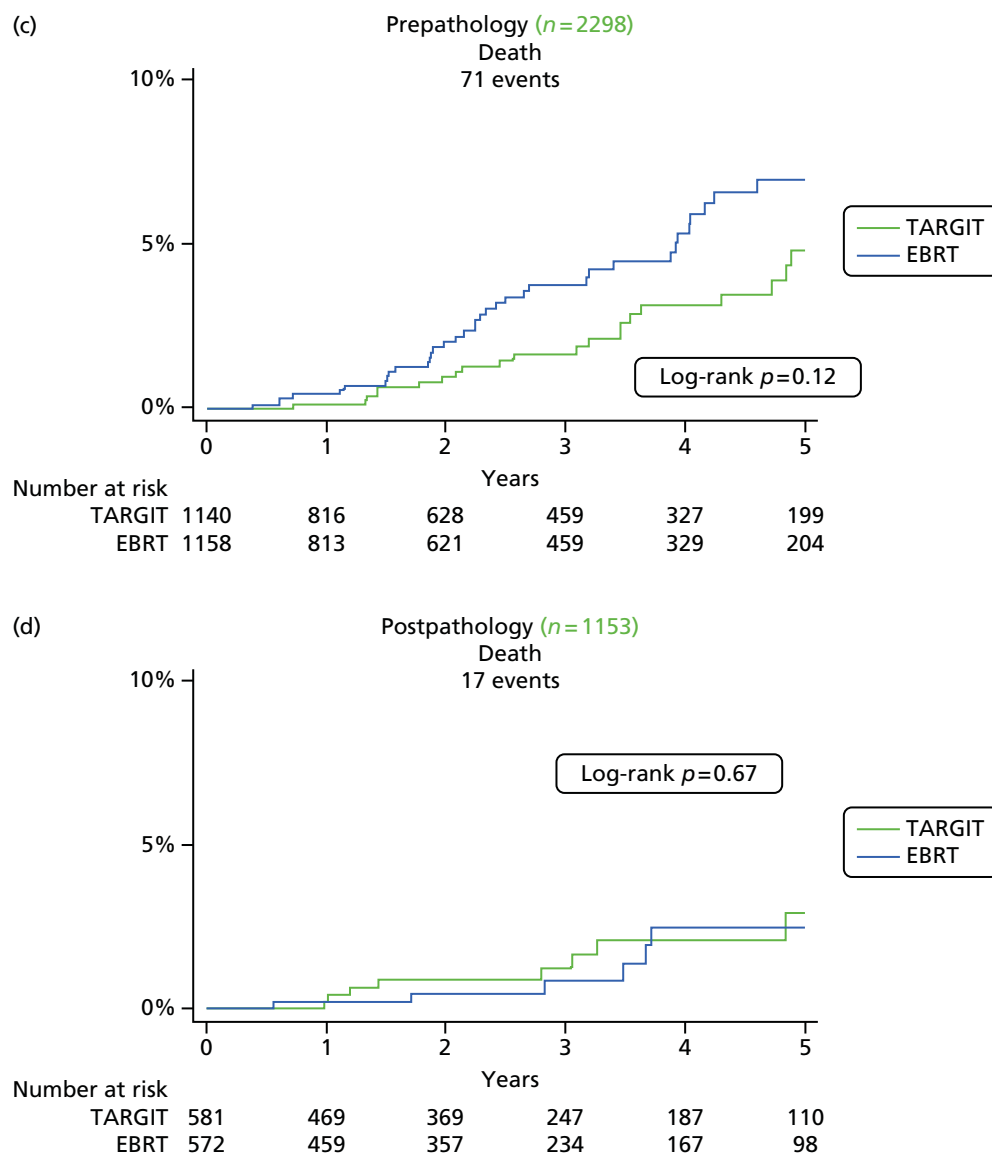 (c)
Prepathology (n=2298)
Death
71 events
10%
5%
0%
TARGIT
EBRT
Log-rank p=0.12
0 1 2 3 4 5
Years
Number at risk
TARGIT 1140 816 628 459 327 199
EBRT 1158 813 621 459 329 204
(d)
Postpathology (n=1153)
Death
17 events
10%
5%
0%
Log-rank p=0.67
TARGIT
EBRT
0 1 2 3 4 5
Years
Number at risk
TARGIT 581 469 369 247 187 110
EBRT 572 459 357 234 167 98